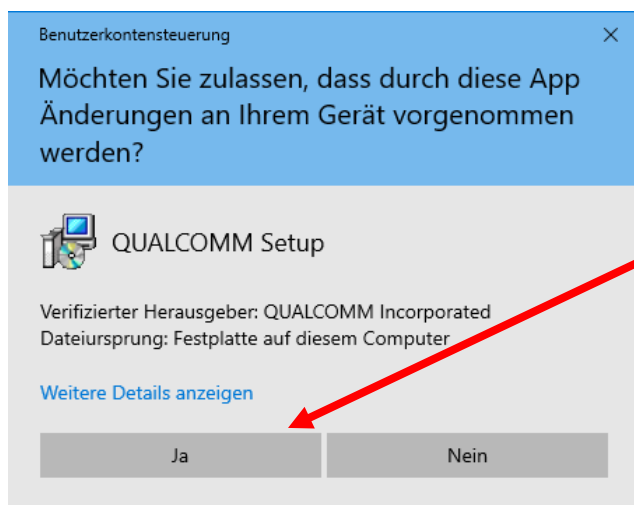 Benutzerkontensteuerung
Möchten Sie zulassen, dass durch diese App
Änderungen an Ihrem Gerät vorgenommen
werden?
QUALCOMM Setup
Verifizierter Herausgeber: QUALCOMM Incorporated
Dateiursprung: Festplatte auf diesem Computer
Weitere Details anzeigen
Ja Nein